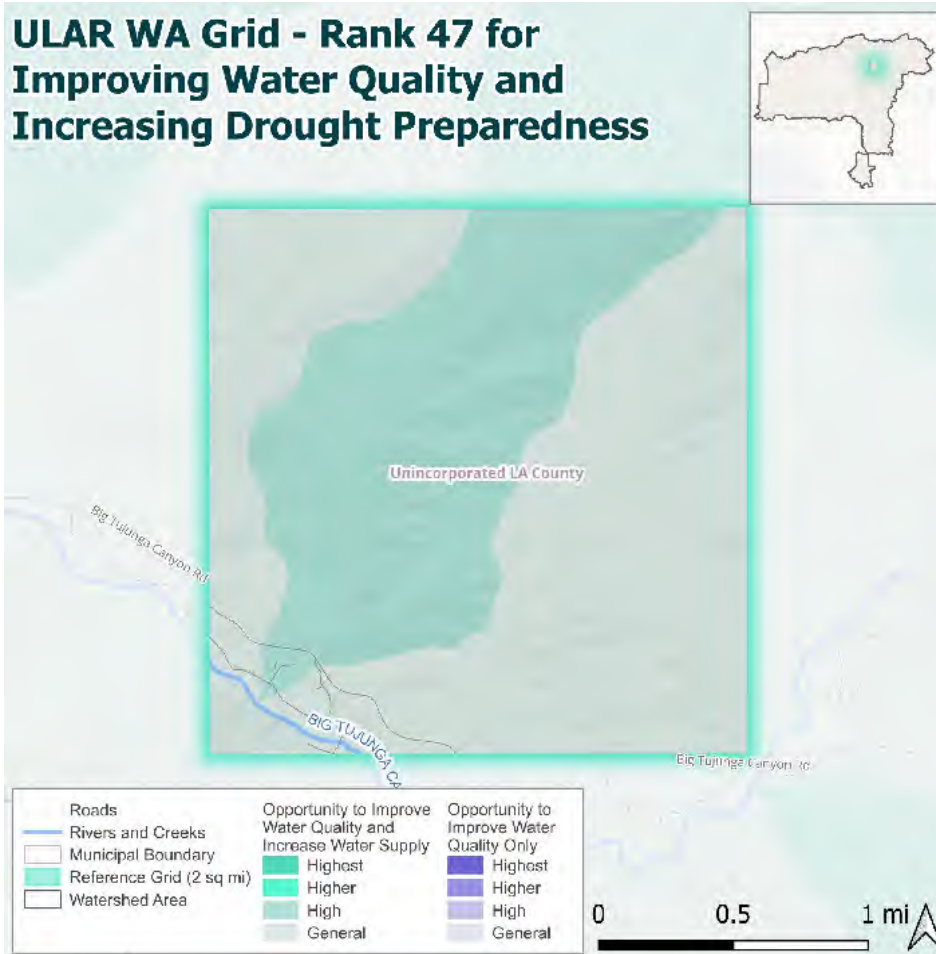 ULAR WA Grid - Rank 47 for
Improving Water Quality and
Increasing Drought Preparedness
Unincorporated LA County
Big Tujunga Canyon Rd
BIG TUJUNGA CA
Big Tujunga Canyon Rd
Roads
Rivers and Creeks
Municipal Boundary
Reference Grid (2 sq mi)
Watershed Area
Opportunity to Improve
Water Quality and
Increase Water Supply
Highest
Higher
High
General
Opportunity to
Improve Water
Quality Only
Highest
Higher
High
General
0 0.5 1 mi